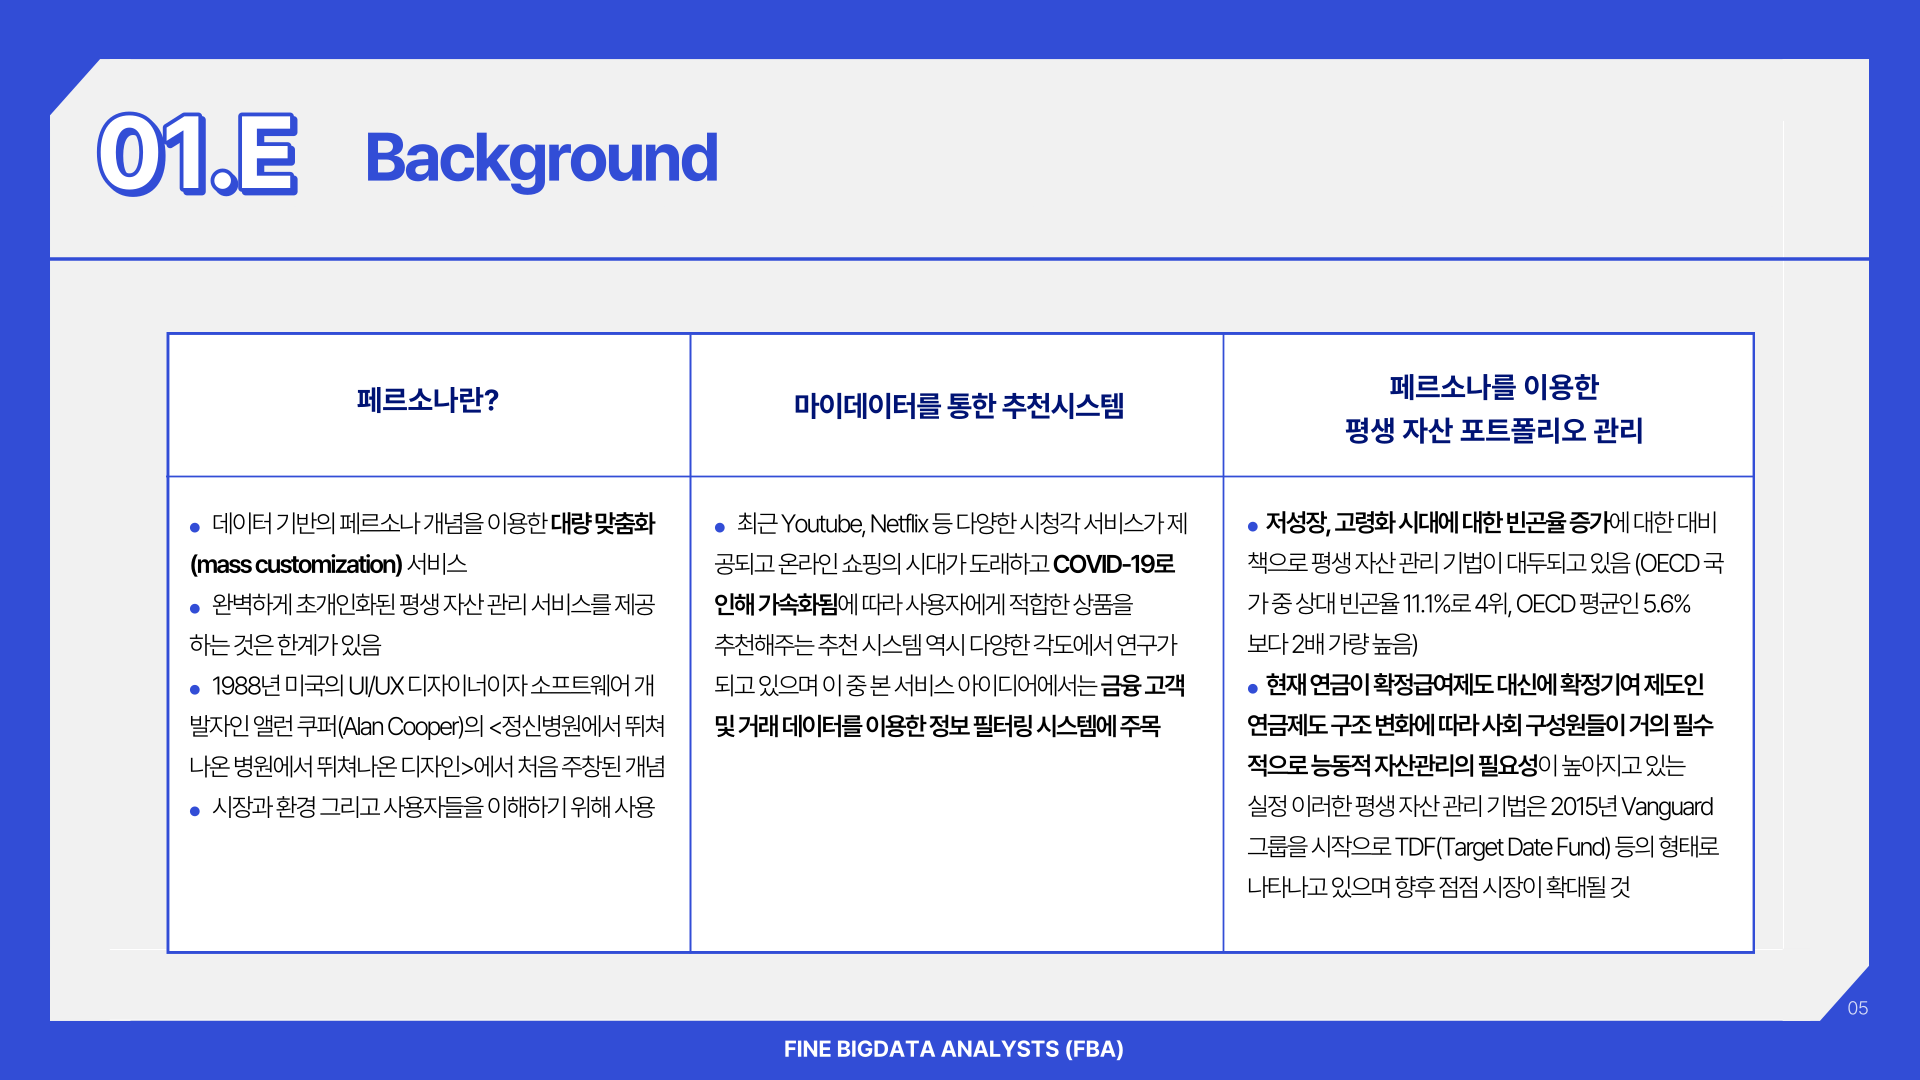 01.E
Background
페르소나란?
데이터 기반의 페르소나 개념을 이용한 대량 맞춤화
(mass customization) 서비스
완벽하게 초개인화된 평생 자산 관리 서비스를 제공
하는 것은 한계가 있음
1988년 미국의 UI/UX 디자이너이자 소프트웨어 개
발자인 앨런 쿠퍼(Alan Cooper)의 <정신병원에서 뛰쳐
나온 병원에서 뛰쳐나온 디자인>에서 처음 주창된 개념
시장과 환경 그리고 사용자들을 이해하기 위해 사용
마이데이터를 통한 추천시스템
최근 Youtube, Netflix 등 다양한 시청각 서비스가 제
공되고 온라인 쇼핑의 시대가 도래하고 COVID-19로
인해 가속화됨에 따라 사용자에게 적합한 상품을
추천해주는 추천 시스템 역시 다양한 각도에서 연구가
되고 있으며 이 중 본 서비스 아이디어에서는 금융 고객
및 거래 데이터를 이용한 정보 필터링 시스템에 주목
페르소나를 이용한
평생 자산 포트폴리오 관리
저성장, 고령화 시대에 대한 빈곤율 증가에 대한 대비
책으로 평생 자산 관리 기법이 대두되고 있음 (OECD 국
가 중 상대 빈곤율 11.1%로 4위, OECD 평균인 5.6%
보다 2배 가량 높음)
현재 연금이 확정급여제도 대신에 확정기여 제도인
연금제도 구조 변화에 따라 사회 구성원들이 거의 필수
적으로 능동적 자산관리의 필요성이 높아지고 있는
실정 이러한 평생 자산 관리 기법은 2015년 Vanguard
그룹을 시작으로 TDF(Target Date Fund) 등의 형태로
나타나고 있으며 향후 점점 시장이 확대될 것
05
FINE BIGDATA ANALYSTS (FBA)